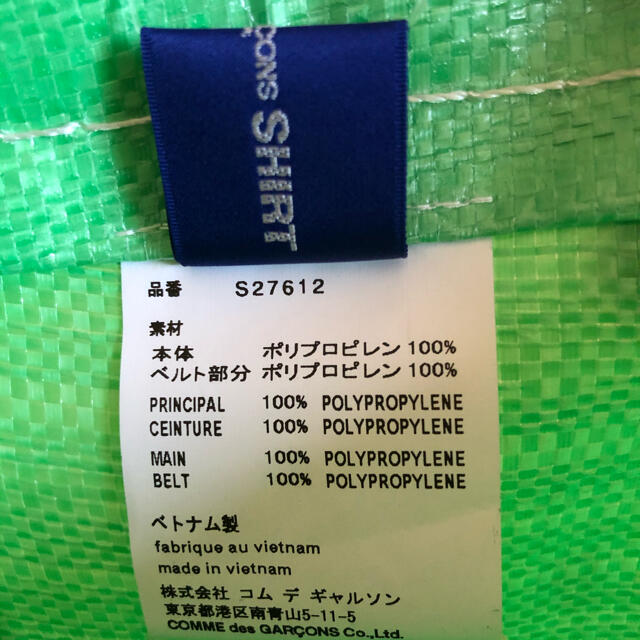 ÇONS SHIRT
品番 S27612
素材
本体 ポリプロピレン 100%
ベルト部分 ポリプロピレン 100%
PRINCIPAL 100% POLYPROPYLENE
CEINTURE 100% POLYPROPYLENE
MAIN 100% POLYPROPYLENE
BELT 100% POLYPROPYLENE
ベトナム製
fabrique au vietnam
made in vietnam
株式会社 コム デ ギャルソン
東京都港区南青山5-11-5
COMME des GARÇONS Co., Ltd.